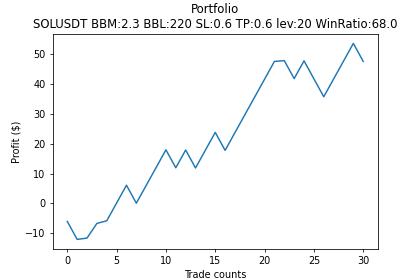 Portfolio
SOLUSDT BBM:2.3 BBL:220 SL:0.6 TP:0.6 lev:20 WinRatio:68.0
50
40
30
20
10
0
−10
Profit ($)
0 5 10 15 20 25 30
Trade counts